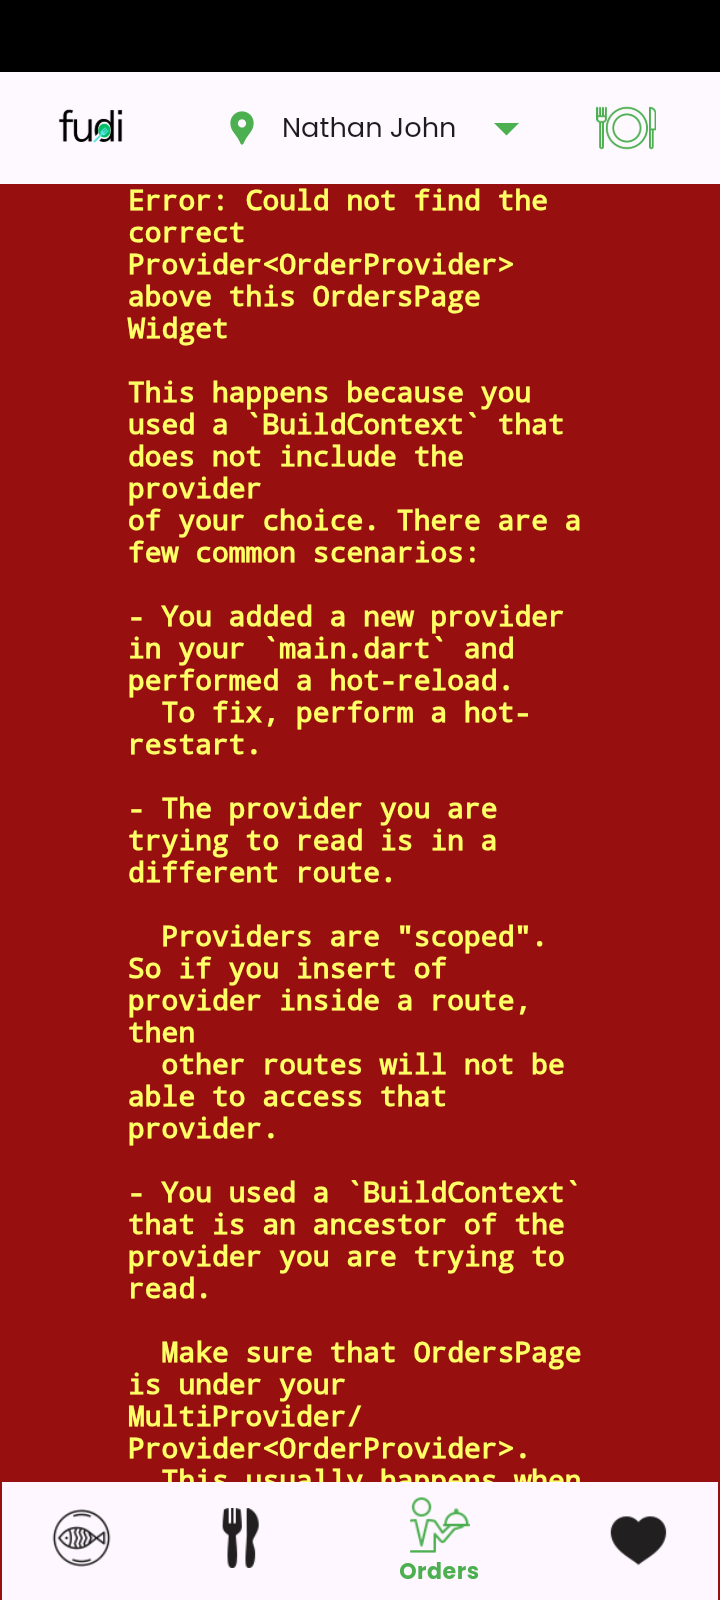 fudi
Nathan John
Error: Could not find the
correct
Provider<OrderProvider>
above this OrdersPage
Widget
This happens because you
used a `BuildContext` that
does not include the
provider
of your choice. There are a
few common scenarios:
- You added a new provider
in your `main.dart` and
performed a hot-reload.
To fix, perform a hot-
restart.
- The provider you are
trying to read is in a
different route.
Providers are "scoped".
So if you insert of
provider inside a route,
then
other routes will not be
able to access that
provider.
- You used a `BuildContext`
that is an ancestor of the
provider you are trying to
read.
Make sure that OrdersPage
is under your
MultiProvider/
Provider<OrderProvider>.
This usually happens when
Orders